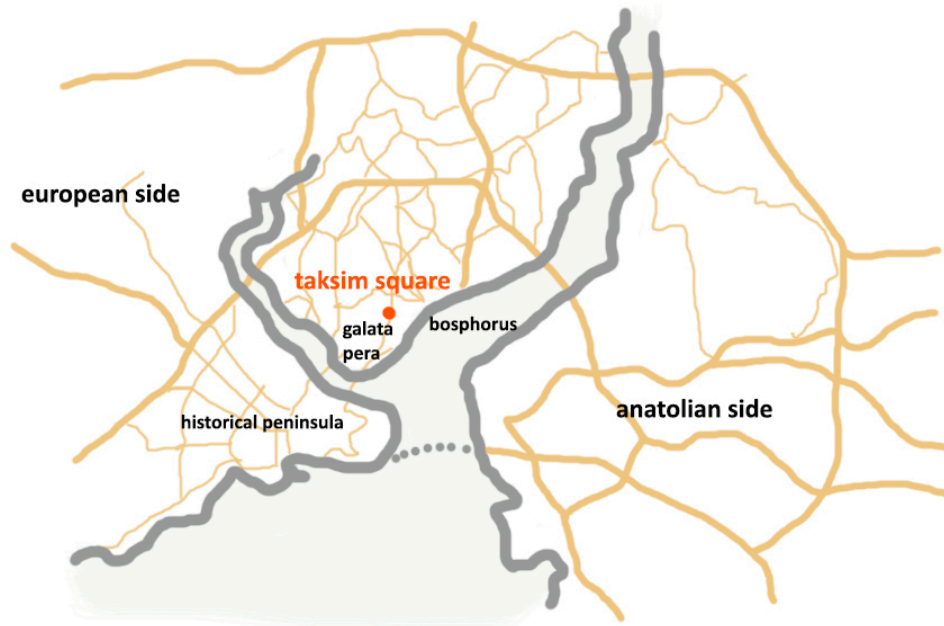 european side
taksim square
galata
pera
bosphorus
historical peninsula
anatolian side